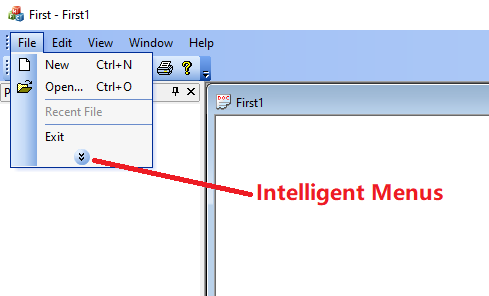 First - First1
File Edit View Window Help
New Ctrl+N
Open... Ctrl+O
Recent File
Exit
P
First1
Intelligent Menus